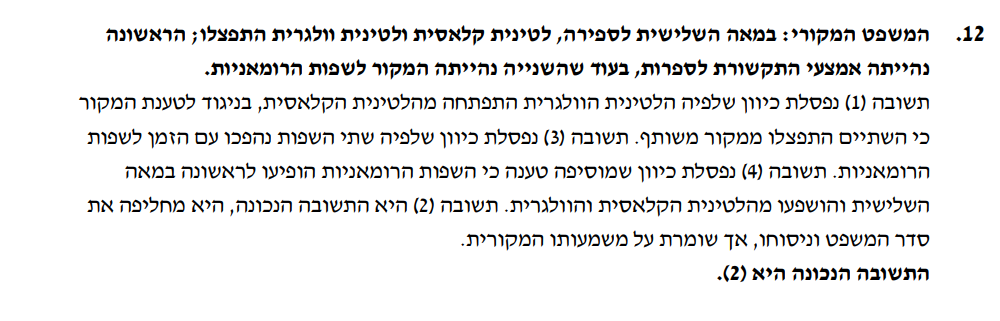 12. המשפט המקורי: במאה השלישית לספירה, לטינית קלאסית ולטינית וולגרית התפצלו; הראשונה
נהייתה אמצעי התקשורת לספרות, בעוד שהשנייה נהייתה המקור לשפות הרומאניות.
תשובה (1) נפסלת כיוון שלפיה הלטינית הוולגרית התפתחה מהלטינית הקלאסית, בניגוד לטענת המקור
כי השתיים התפצלו ממקור משותף. תשובה (3) נפסלת כיוון שלפיה שתי השפות נהפכו עם הזמן לשפות
הרומאניות. תשובה (4) נפסלת כיוון שמוסיפה טענה כי השפות הרומאניות הופיעו לראשונה במאה
השלישית והושפעו מהלטינית הקלאסית והוולגרית. תשובה (2) היא התשובה הנכונה, היא מחליפה את
סדר המשפט וניסוחו, אך שומרת על משמעותו המקורית.
התשובה הנכונה היא (2).